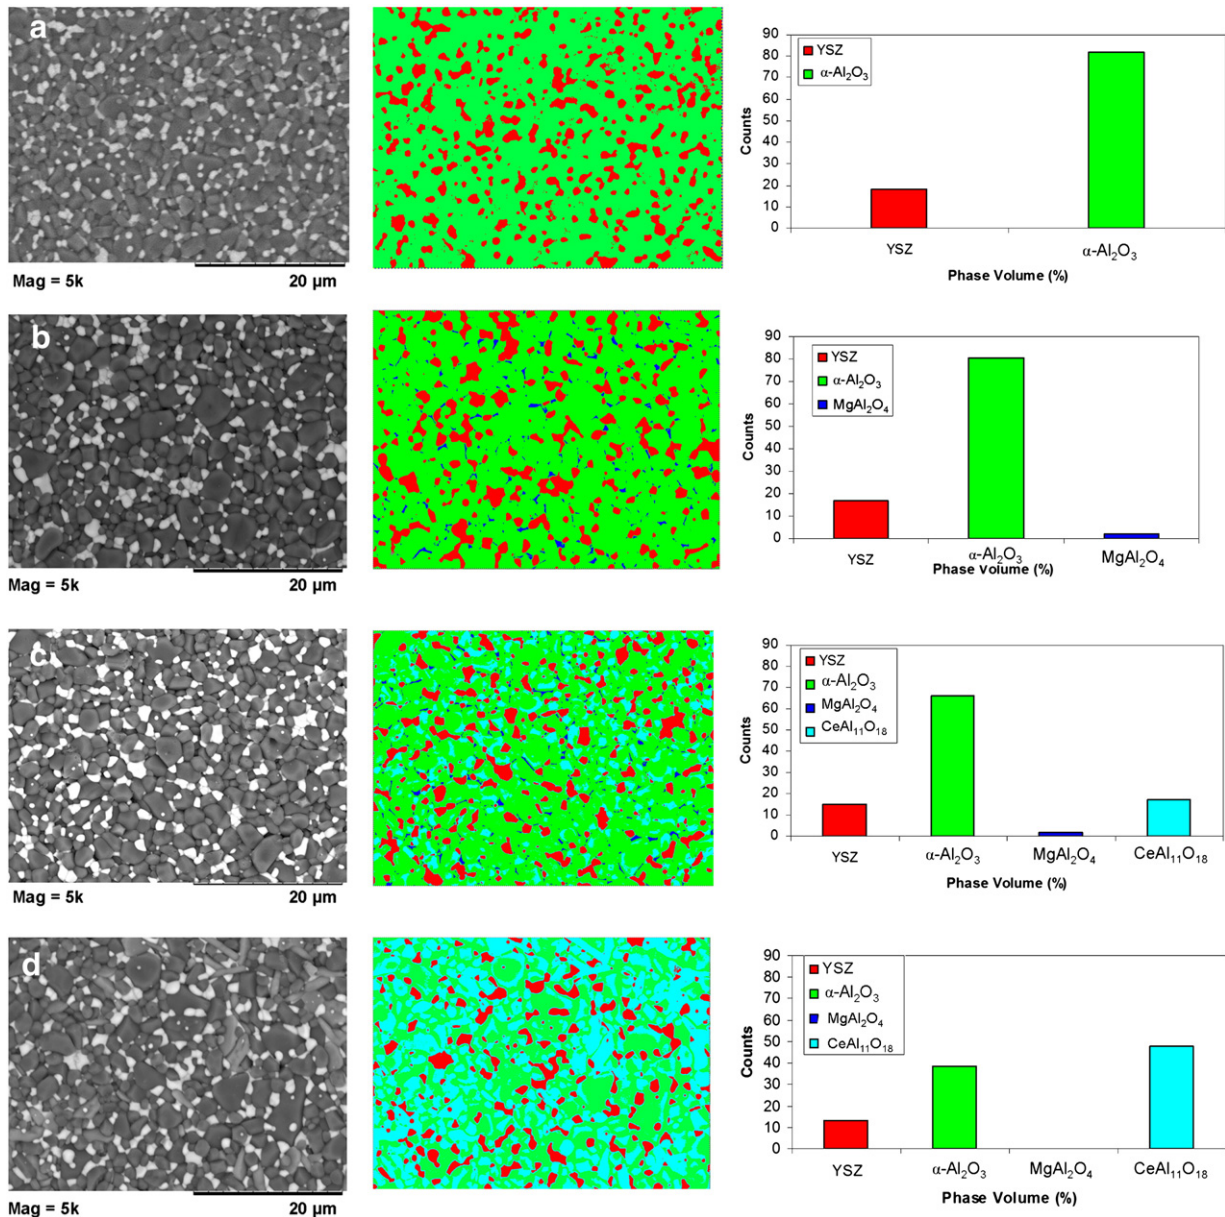 a
Mag = 5k 20 µm
Counts
90
80
70
60
50
40
30
20
10
0
YSZ
α-Al₂O₃
YSZ α-Al₂O₃
Phase Volume (%)
b
Mag = 5k 20 µm
Counts
90
80
70
60
50
40
30
20
10
0
YSZ
α-Al₂O₃
MgAl₂O₄
YSZ α-Al₂O₃ MgAl₂O₄
Phase Volume (%)
c
Mag = 5k 20 µm
Counts
90
80
70
60
50
40
30
20
10
0
YSZ
α-Al₂O₃
MgAl₂O₄
CeAl₁₁O₁₈
YSZ α-Al₂O₃ MgAl₂O₄ CeAl₁₁O₁₈
Phase Volume (%)
d
Mag = 5k 20 µm
Counts
90
80
70
60
50
40
30
20
10
0
YSZ
α-Al₂O₃
MgAl₂O₄
CeAl₁₁O₁₈
YSZ α-Al₂O₃ MgAl₂O₄ CeAl₁₁O₁₈
Phase Volume (%)